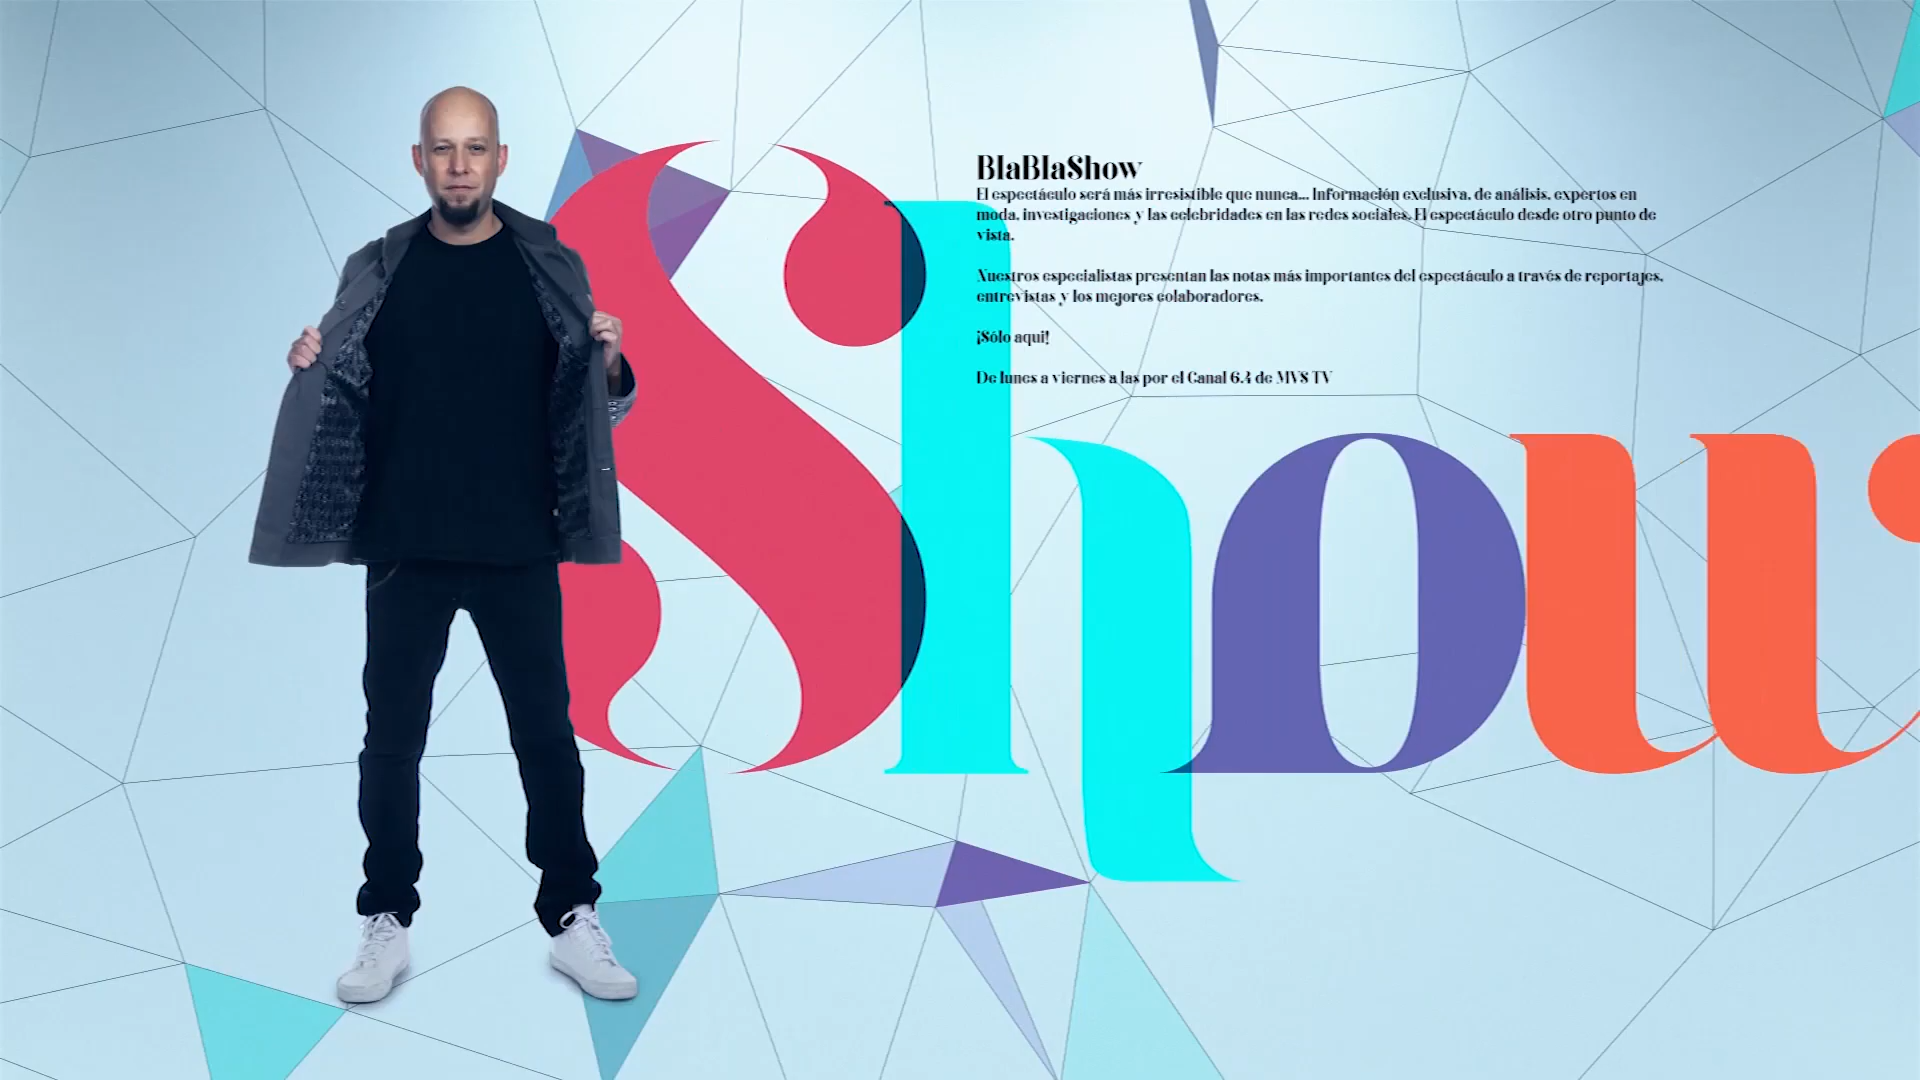 BlaBlaShow
El espectáculo será más irresistible que nunca... Información exclusiva, de análisis, expertos en
moda, investigaciones y las celebridades en las redes sociales. El espectáculo desde otro punto de
vista.
Nuestros especialistas presentan las notas más importantes del espectáculo a través de reportajes,
entrevistas y los mejores colaboradores.
¡Sólo aqui!
De lunes a viernes a las por el Canal 6.4 de MVS TV
Show